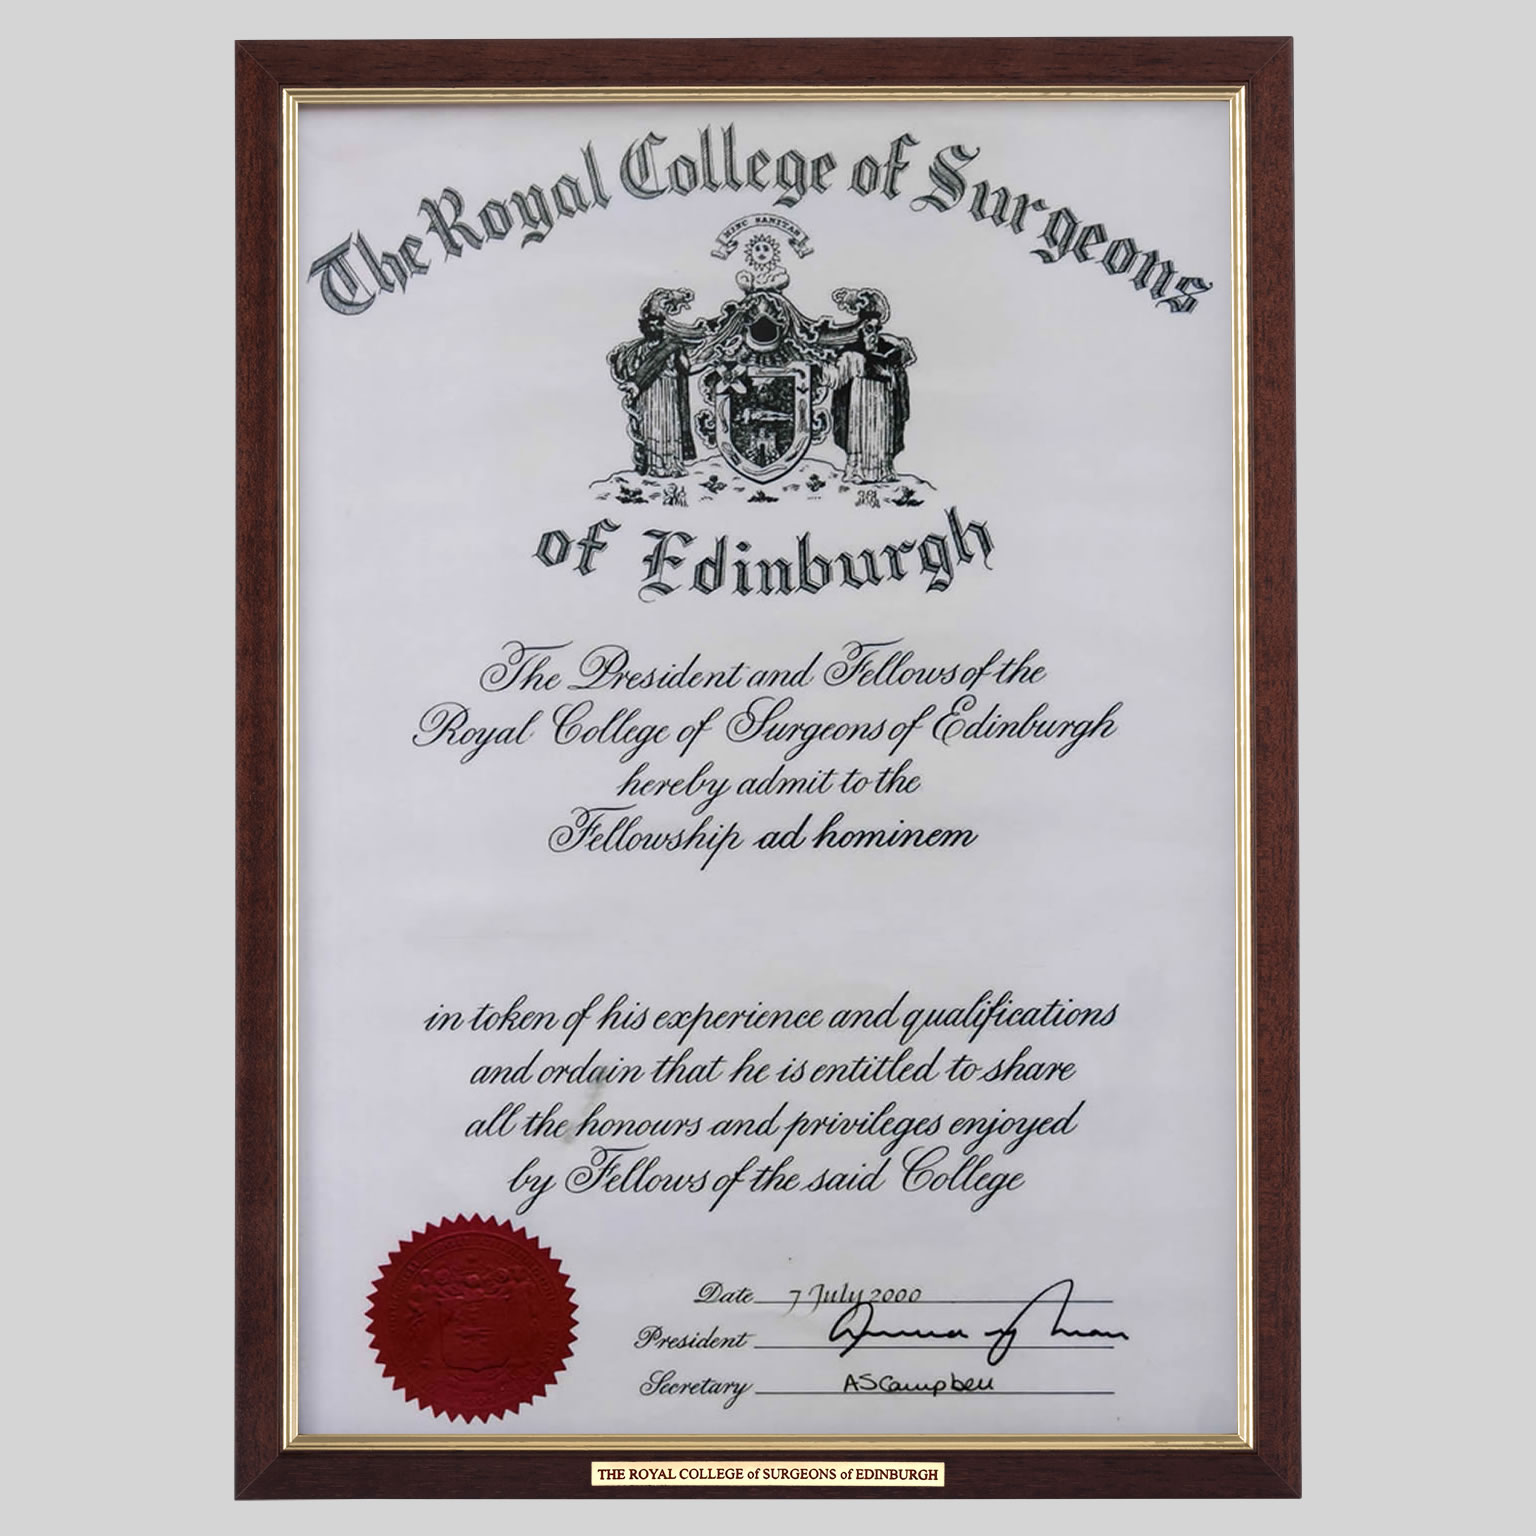 The Royal College of Surgeons
HINC SANITAS
of Edinburgh
The President and Fellows of the
Royal College of Surgeons of Edinburgh
hereby admit to the
Fellowship ad hominem
in token of his experience and qualifications
and ordain that he is entitled to share
all the honours and privileges enjoyed
by Fellows of the said College
Date 7 July 2000
President
Secretary ASCampbell
THE ROYAL COLLEGE of SURGEONS of EDINBURGH